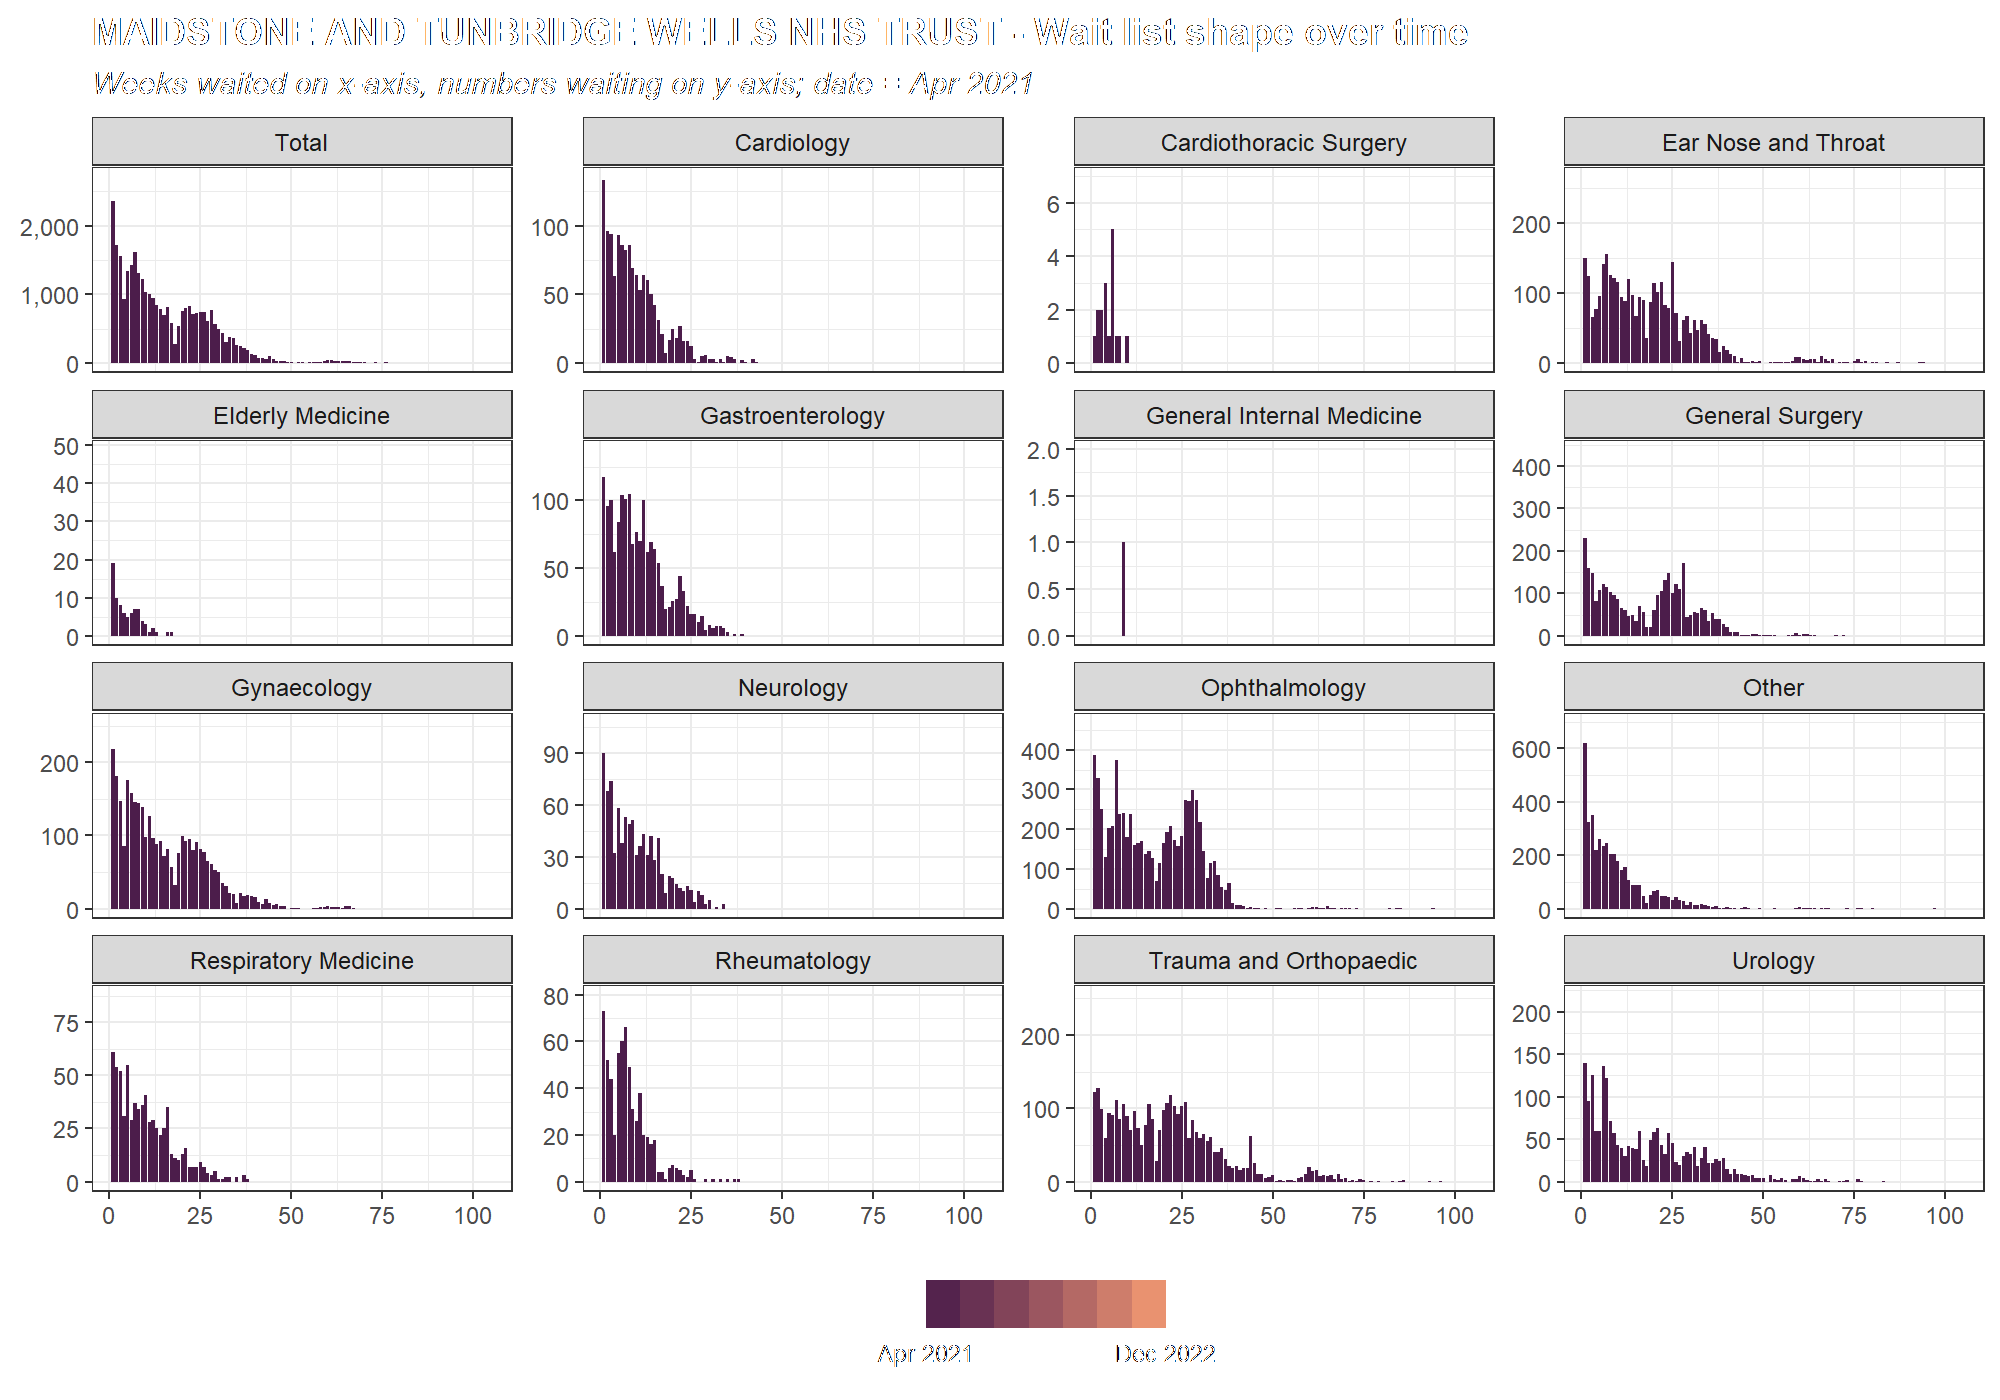 MAIDSTONE AND TUNBRIDGE WELLS NHS TRUST - Wait list shape over time
Weeks waited on x-axis, numbers waiting on y-axis; date = Apr 2021
Total
Cardiology
Cardiothoracic Surgery
Ear Nose and Throat
2,000
1,000
0
100
50
0
6
4
2
0
200
100
0
Elderly Medicine
Gastroenterology
General Internal Medicine
General Surgery
50
40
30
20
10
0
100
50
0
2.0
1.5
1.0
0.5
0.0
400
300
200
100
0
Gynaecology
Neurology
Ophthalmology
Other
200
100
0
90
60
30
0
400
300
200
100
0
600
400
200
0
Respiratory Medicine
Rheumatology
Trauma and Orthopaedic
Urology
75
50
25
0
80
60
40
20
0
200
100
0
200
150
100
50
0
0 25 50 75 100
0 25 50 75 100
0 25 50 75 100
0 25 50 75 100
Apr 2021
Dec 2022